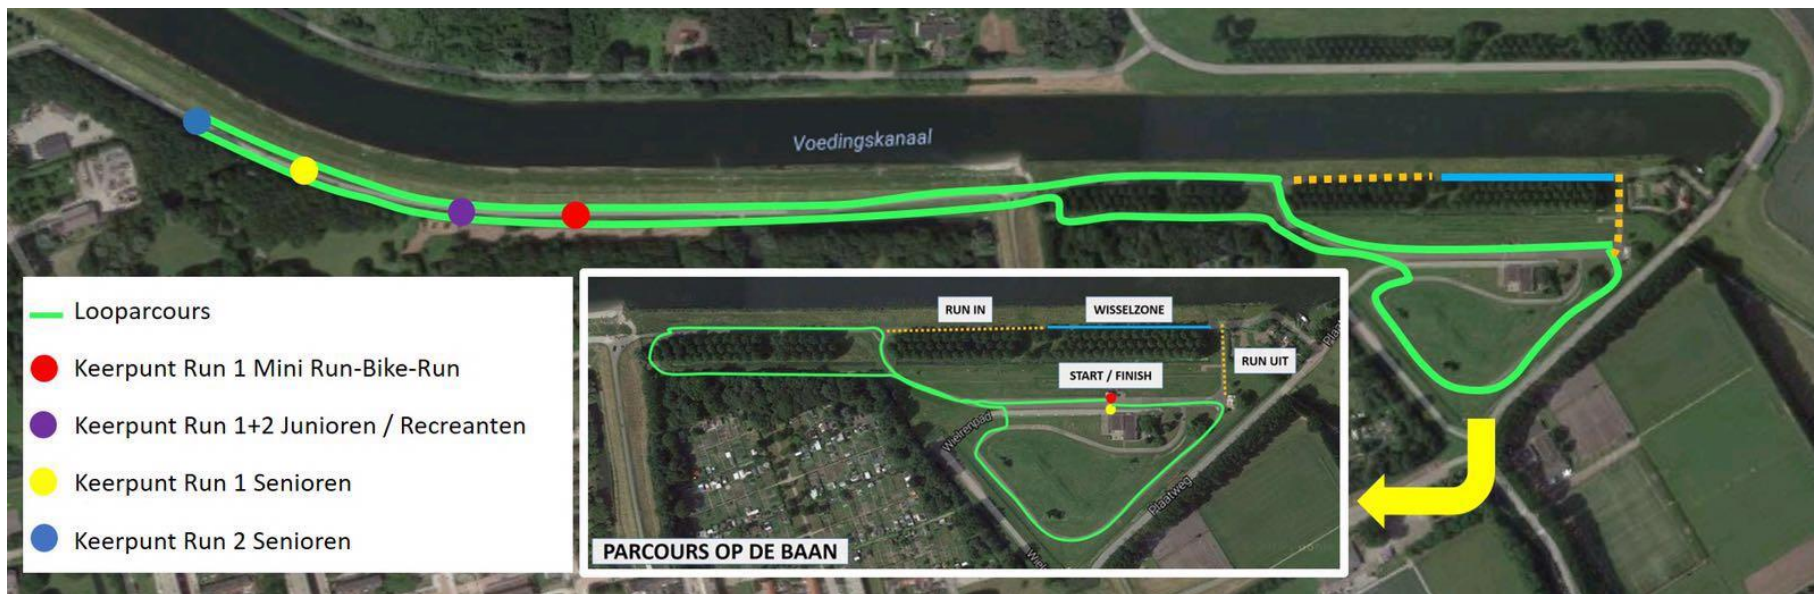 Voedingskanaal
Looparcours
Keerpunt Run 1 Mini Run-Bike-Run
Keerpunt Run 1+2 Junioren / Recreanten
Keerpunt Run 1 Senioren
Keerpunt Run 2 Senioren
RUN IN
WISSELZONE
RUN UIT
START / FINISH
Wielrenpad
Plaatweg
PARCOURS OP DE BAAN